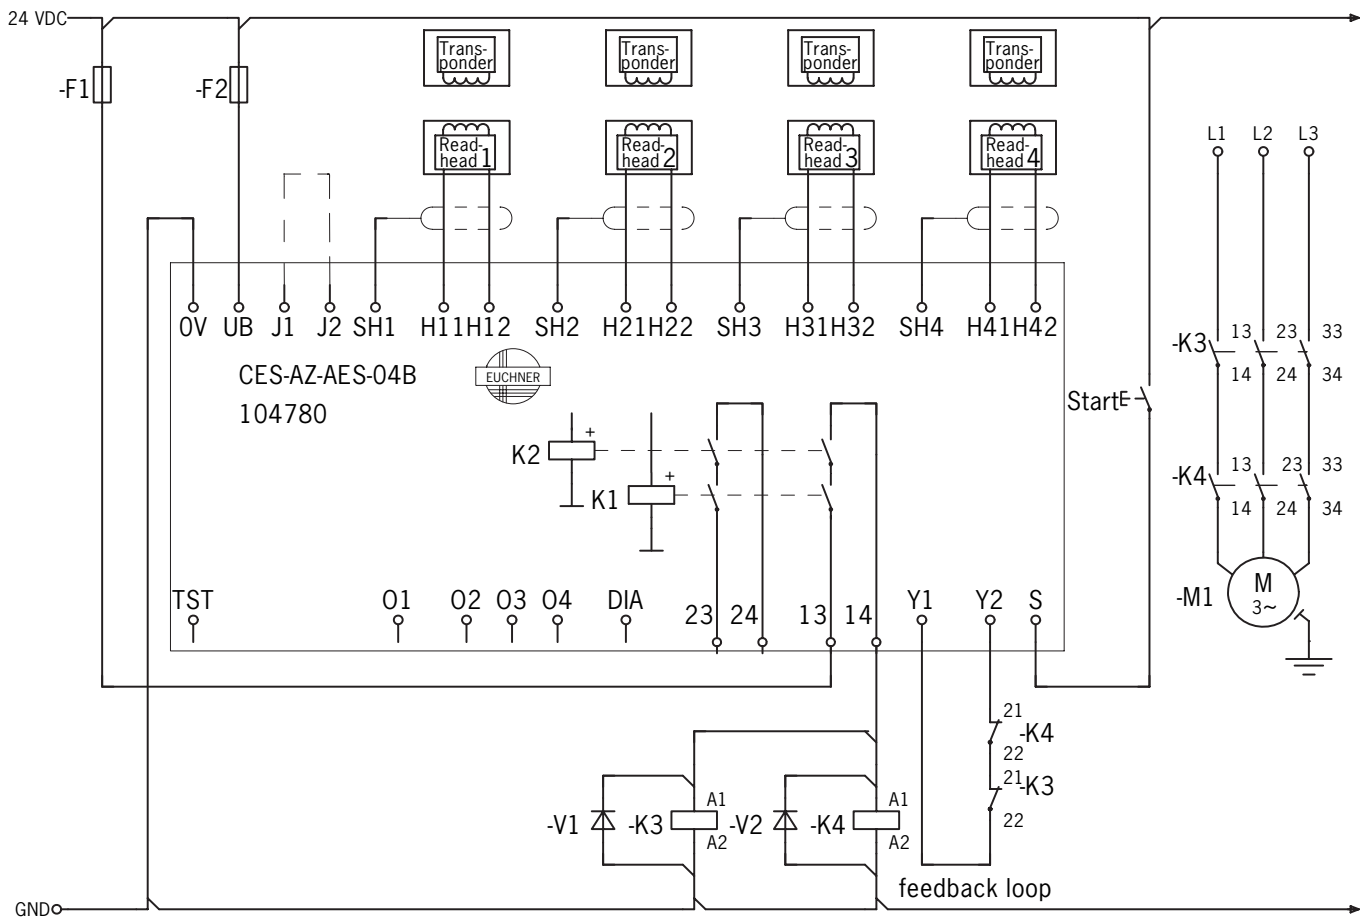 24 VDC
-F1
-F2
Trans-
ponder
Trans-
ponder
Trans-
ponder
Trans-
ponder
Read-
head 1
Read-
head 2
Read-
head 3
Read-
head 4
L1 L2 L3
0V UB J1 J2 SH1 H11 H12 SH2 H21 H22 SH3 H31 H32 SH4 H41 H42
CES-AZ-AES-04B
104780
EUCHNER
-K3
13 23 33
14 24 34
StartE
K2
+
K1
+
-K4
13 23 33
14 24 34
-M1
M
3~
TST O1 O2 O3 O4 DIA 23 24 13 14 Y1 Y2 S
21
-K4
22
21
-K3
22
-V1
-K3
A1
A2
-V2
-K4
A1
A2
feedback loop
GND